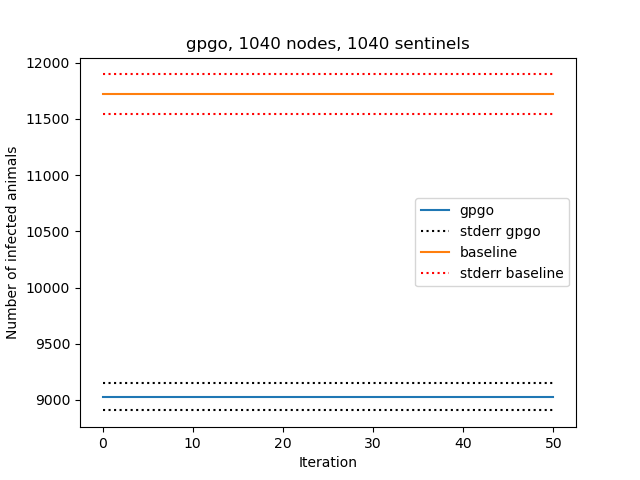 gpgo, 1040 nodes, 1040 sentinels
12000
11500
11000
10500
10000
9500
9000
Number of infected animals
gpgo
stderr gpgo
baseline
stderr baseline
0 10 20 30 40 50
Iteration